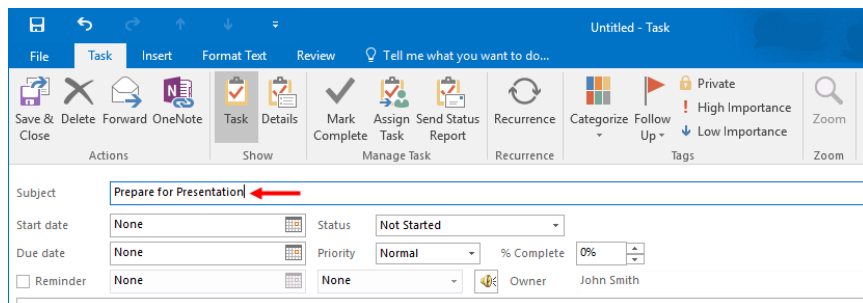 Untitled - Task
File Task Insert Format Text Review Tell me what you want to do...
Save & Close Delete Forward OneNote Task Details Mark Complete Assign Task Send Status Report Recurrence Categorize Follow Up Private
High Importance
Low Importance
Zoom
Actions Show Manage Task Recurrence Tags Zoom
Subject Prepare for Presentation
Start date None Status Not Started
Due date None Priority Normal % Complete 0%
Reminder None None Owner John Smith